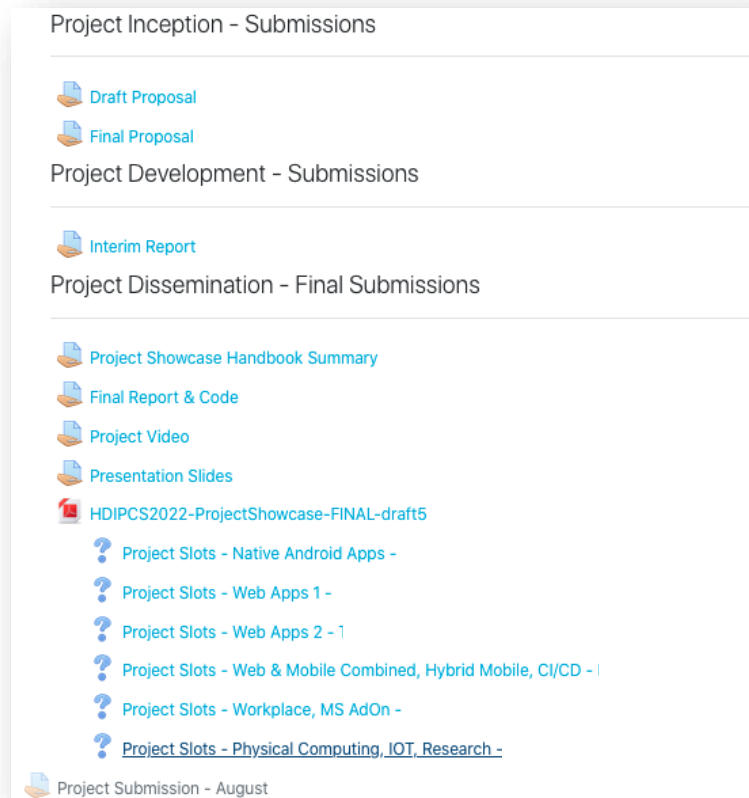 Project Inception - Submissions
Draft Proposal
Final Proposal
Project Development - Submissions
Interim Report
Project Dissemination - Final Submissions
Project Showcase Handbook Summary
Final Report & Code
Project Video
Presentation Slides
HDIPCS2022-ProjectShowcase-FINAL-draft5
Project Slots - Native Android Apps -
Project Slots - Web Apps 1 -
Project Slots - Web Apps 2 -
Project Slots - Web & Mobile Combined, Hybrid Mobile, CI/CD -
Project Slots - Workplace, MS AdOn -
Project Slots - Physical Computing, IOT, Research -
Project Submission - August